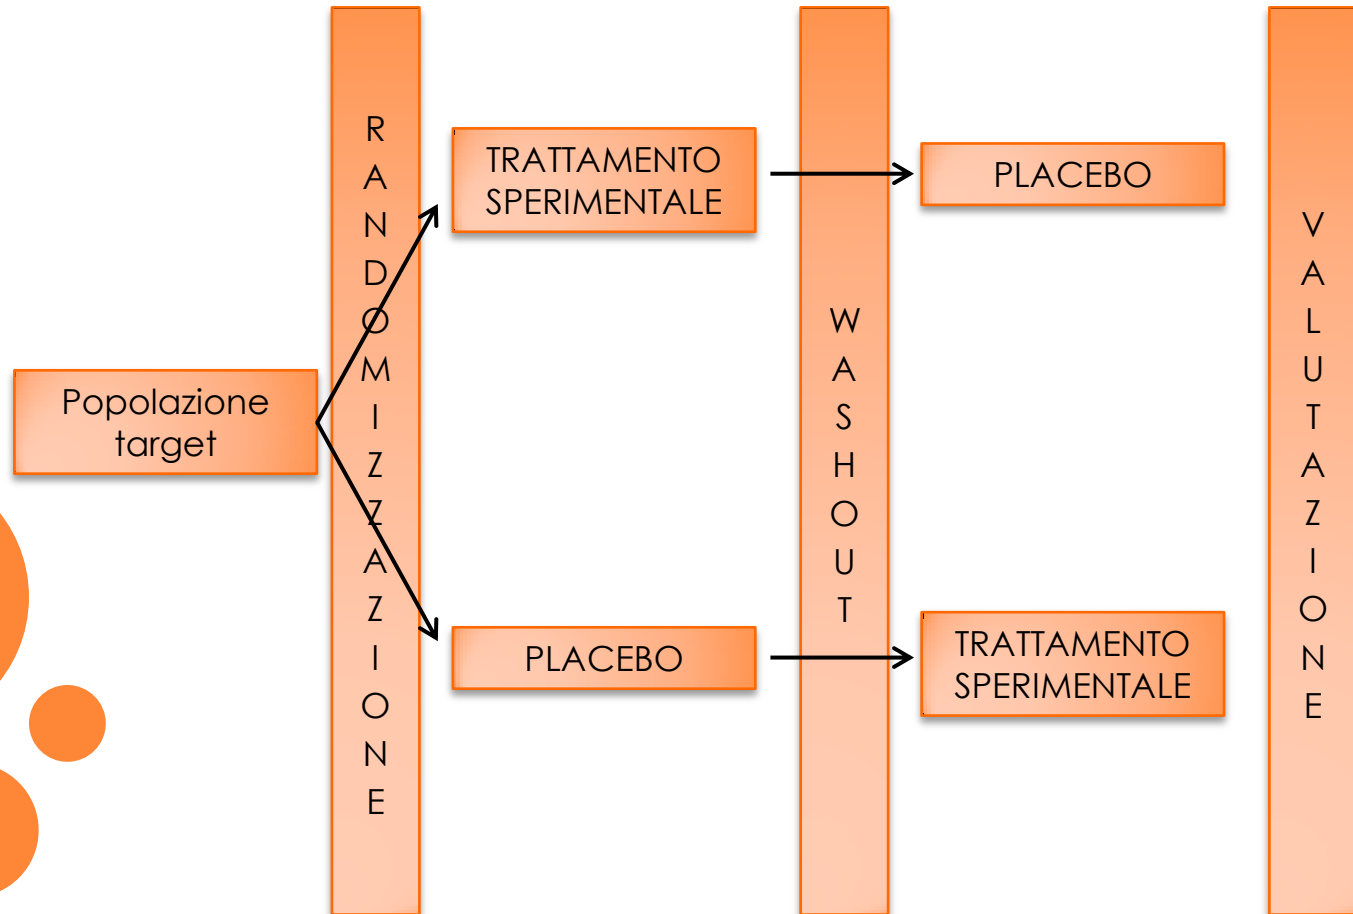 Popolazione
target
RANDOMIZZAZIONE
TRATTAMENTO
SPERIMENTALE
PLACEBO
WASHOUT
PLACEBO
TRATTAMENTO
SPERIMENTALE
VALUTAZIONE